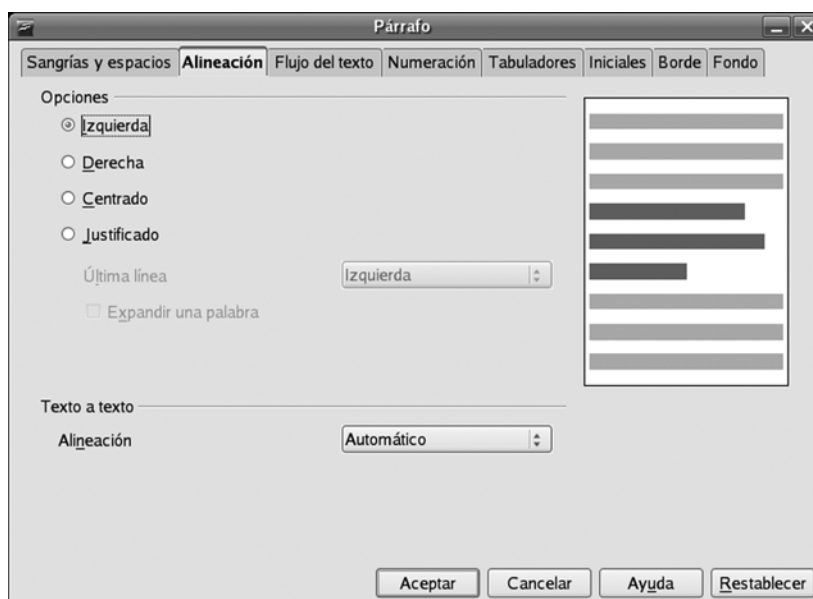 Párrafo
Sangrías y espacios Alineación Flujo del texto Numeración Tabuladores Iniciales Borde Fondo
Opciones
Izquierda
Derecha
Centrado
Justificado
Última línea Izquierda
Expandir una palabra
Texto a texto
Alineación Automático
Aceptar Cancelar Ayuda Restablecer